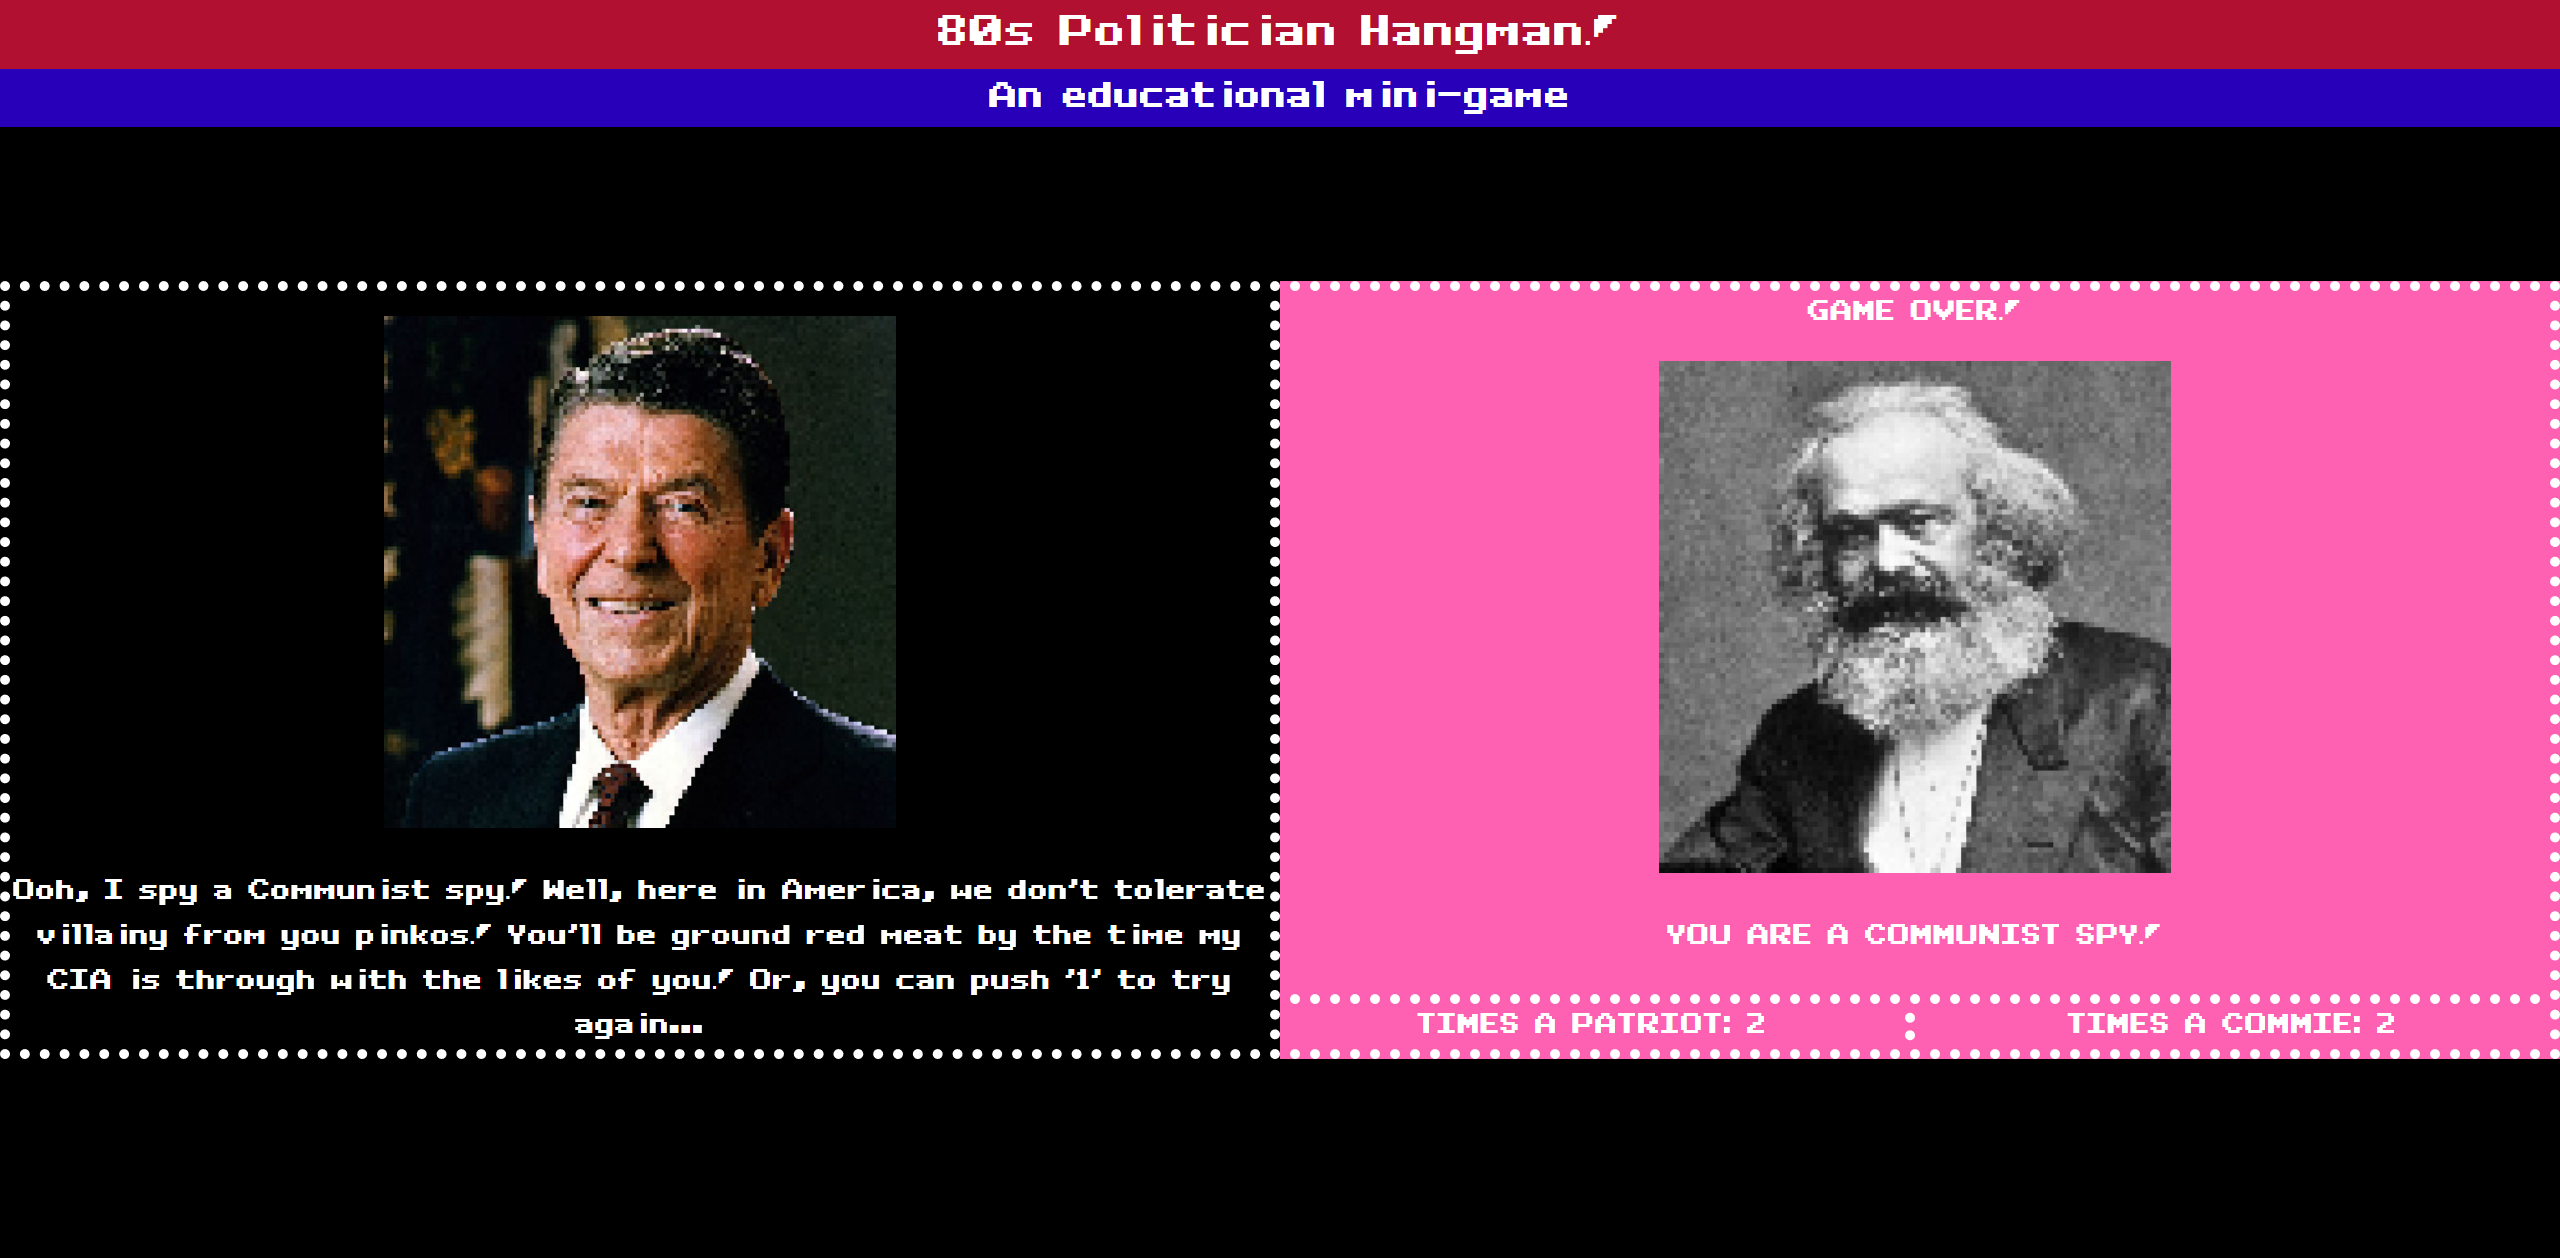 80s Politician Hangman!
An educational mini-game
Ooh, I spy a Communist spy! Well, here in America, we don't tolerate
villainy from you pinkos! You'll be ground red meat by the time my
CIA is through with the likes of you! Or, you can push '1' to try
again...
GAME OVER!
YOU ARE A COMMUNIST SPY!
TIMES A PATRIOT: 2
TIMES A COMMIE: 2